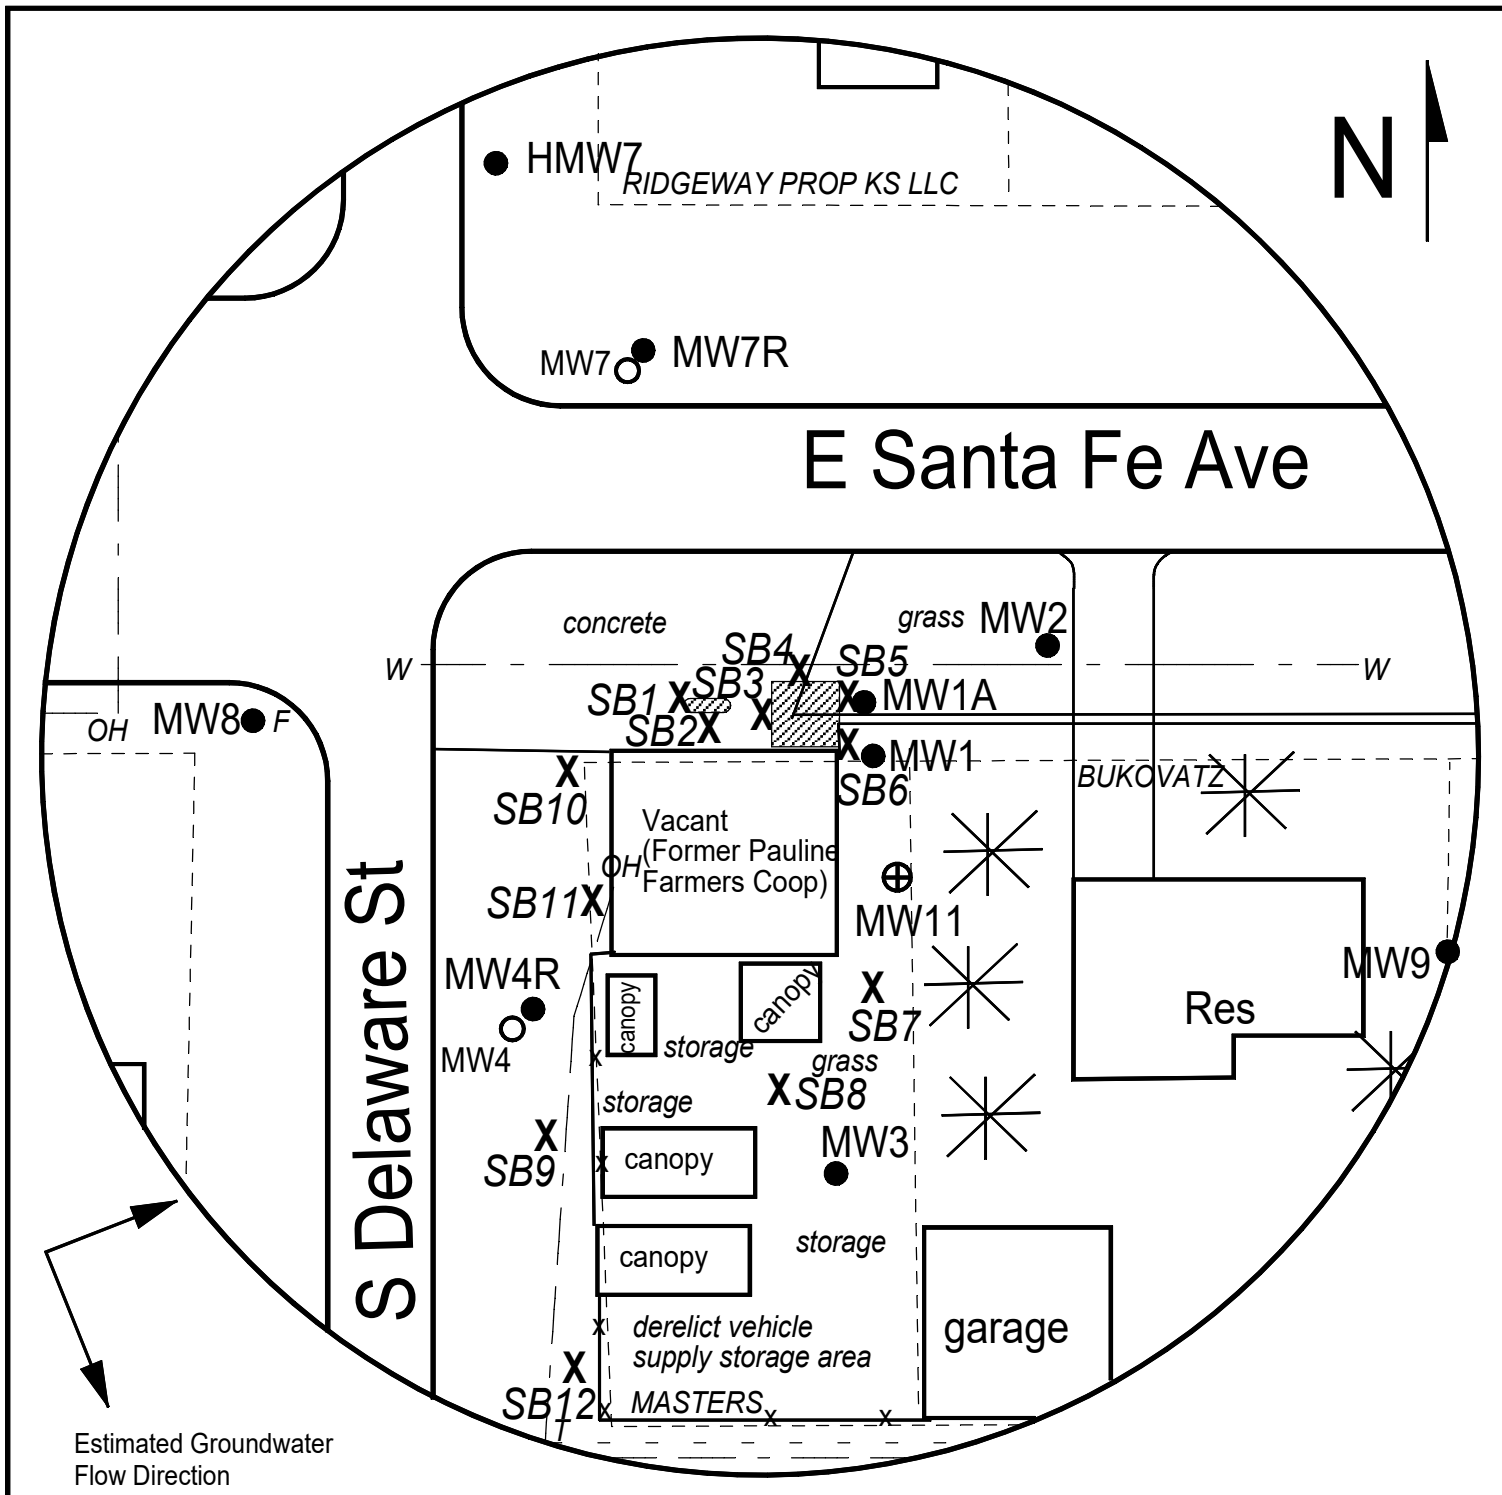 N
HMW7
RIDGEWAY PROP KS LLC
MW7
MW7R
E Santa Fe Ave
concrete
grass
MW2
W
SB4
SB5
W
SB1
SB3
MW1A
OH
MW8
F
SB2
MW1
BUKOVATZ
SB10
SB6
Vacant
(Former Pauline
Farmers Coop)
OH
SB11
MW11
S Delaware St
MW4R
MW4
canopy
canopy
storage
SB7
grass
Res
MW9
x
storage
SB8
SB9
x
canopy
MW3
canopy
storage
garage
x
derelict vehicle
supply storage area
SB12
x
MASTERS
x
x
Estimated Groundwater
Flow Direction
X
X
X
X
X
X
X
X
X
X
X
X